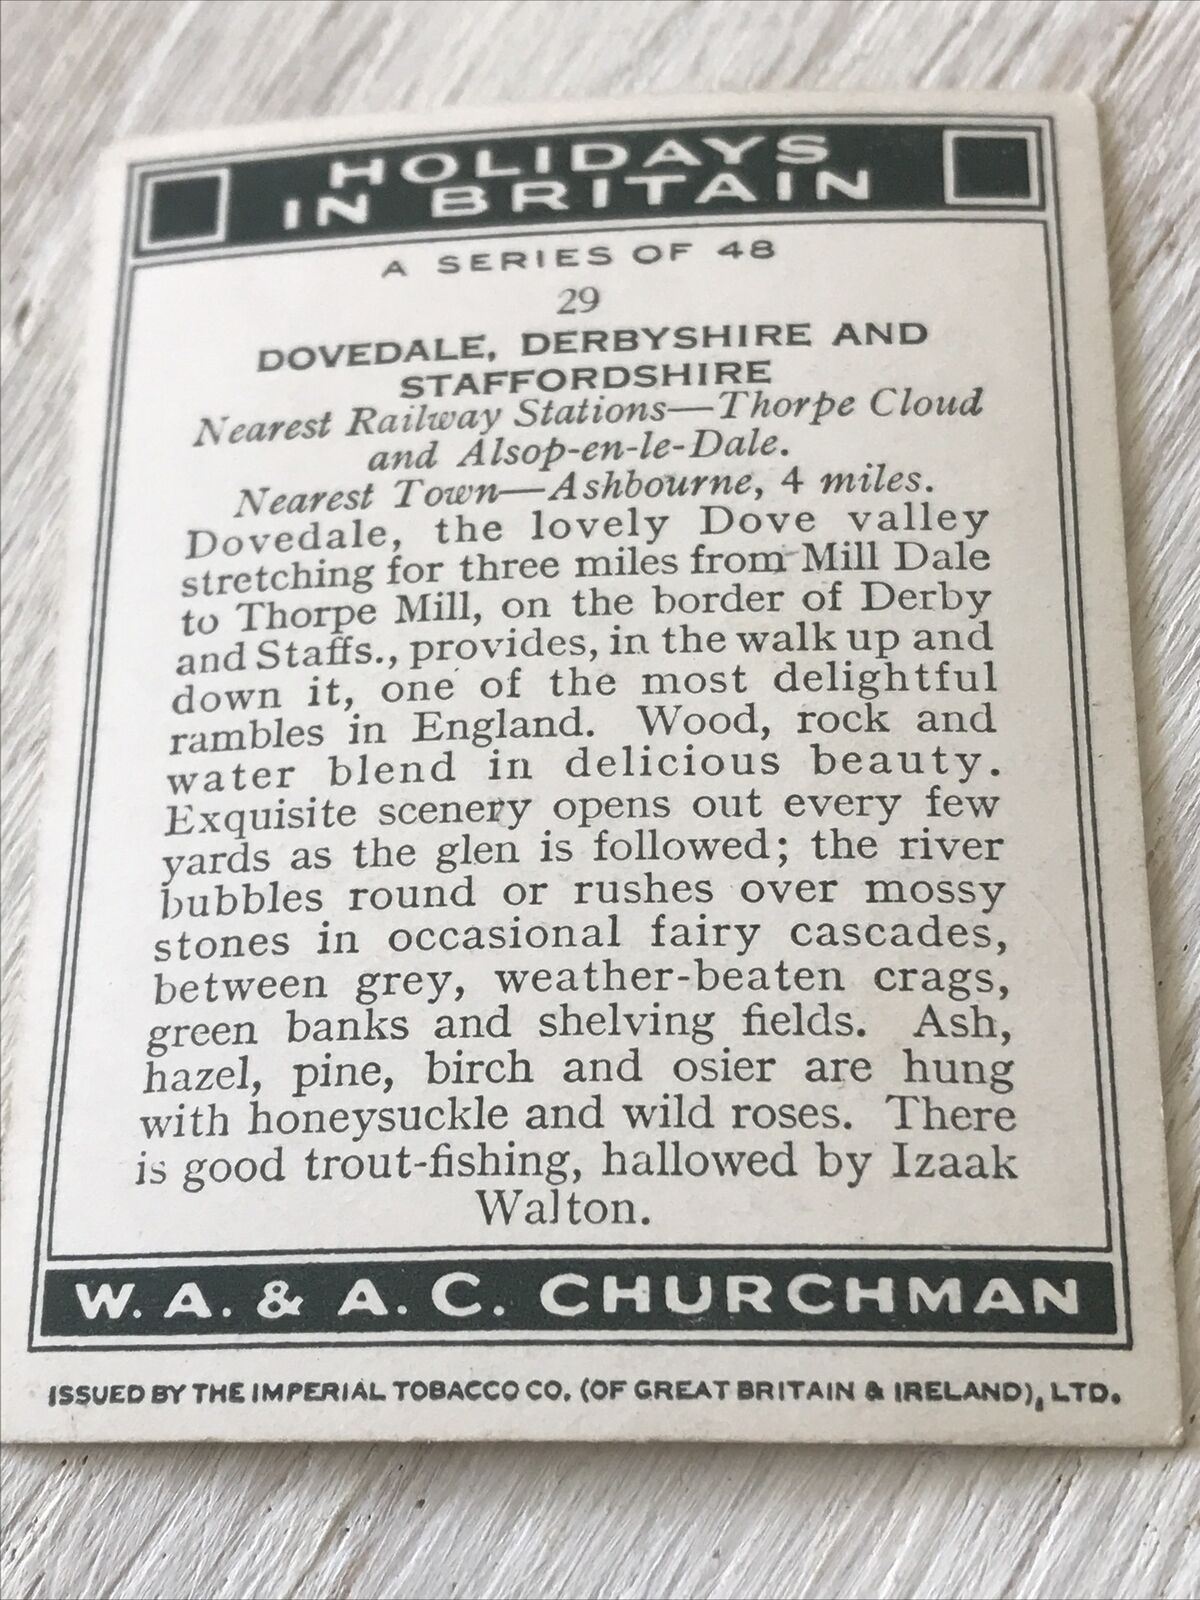 HOLIDAYS
IN BRITAIN
A SERIES OF 48
29
DOVEDALE, DERBYSHIRE AND
STAFFORDSHIRE
Nearest Railway Stations—Thorpe Cloud
and Alsop-en-le-Dale.
Nearest Town—Ashbourne, 4 miles.
Dovedale, the lovely Dove valley
stretching for three miles from Mill Dale
to Thorpe Mill, on the border of Derby
and Staffs., provides, in the walk up and
down it, one of the most delightful
rambles in England. Wood, rock and
water blend in delicious beauty.
Exquisite scenery opens out every few
yards as the glen is followed; the river
bubbles round or rushes over mossy
stones in occasional fairy cascades,
between grey, weather-beaten crags,
green banks and shelving fields. Ash,
hazel, pine, birch and osier are hung
with honeysuckle and wild roses. There
is good trout-fishing, hallowed by Izaak
Walton.
W. A. & A. C. CHURCHMAN
ISSUED BY THE IMPERIAL TOBACCO CO. (OF GREAT BRITAIN & IRELAND), LTD.